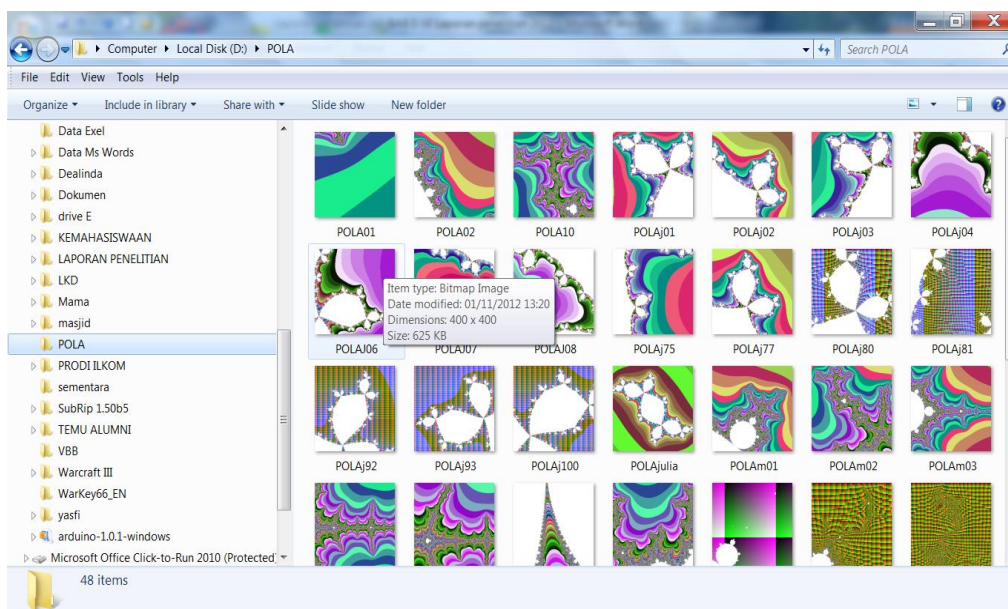 Computer ▸ Local Disk (D:) ▸ POLA
Search POLA
File Edit View Tools Help
Organize Include in library Share with Slide show New folder
Data Exel
Data Ms Words
Dealinda
Dokumen
drive E
KEMAHASISWAAN
LAPORAN PENELITIAN
LKD
Mama
masjid
POLA
PRODI ILKOM
sementara
SubRip 1.50b5
TEMU ALUMNI
VBB
Warcraft III
WarKey66_EN
yasfi
arduino-1.0.1-windows
Microsoft Office Click-to-Run 2010 (Protected)
POLA01 POLA02 POLA10 POLAj01 POLAj02 POLAj03 POLAj04
Item type: Bitmap Image
Date modified: 01/11/2012 13:20
Dimensions: 400 x 400
Size: 625 KB
POLAJ06 POLAJ07 POLAJ08 POLAj75 POLAj77 POLAj80 POLAj81
POLAj92 POLAj93 POLAj100 POLAjulia POLAm01 POLAm02 POLAm03
48 items